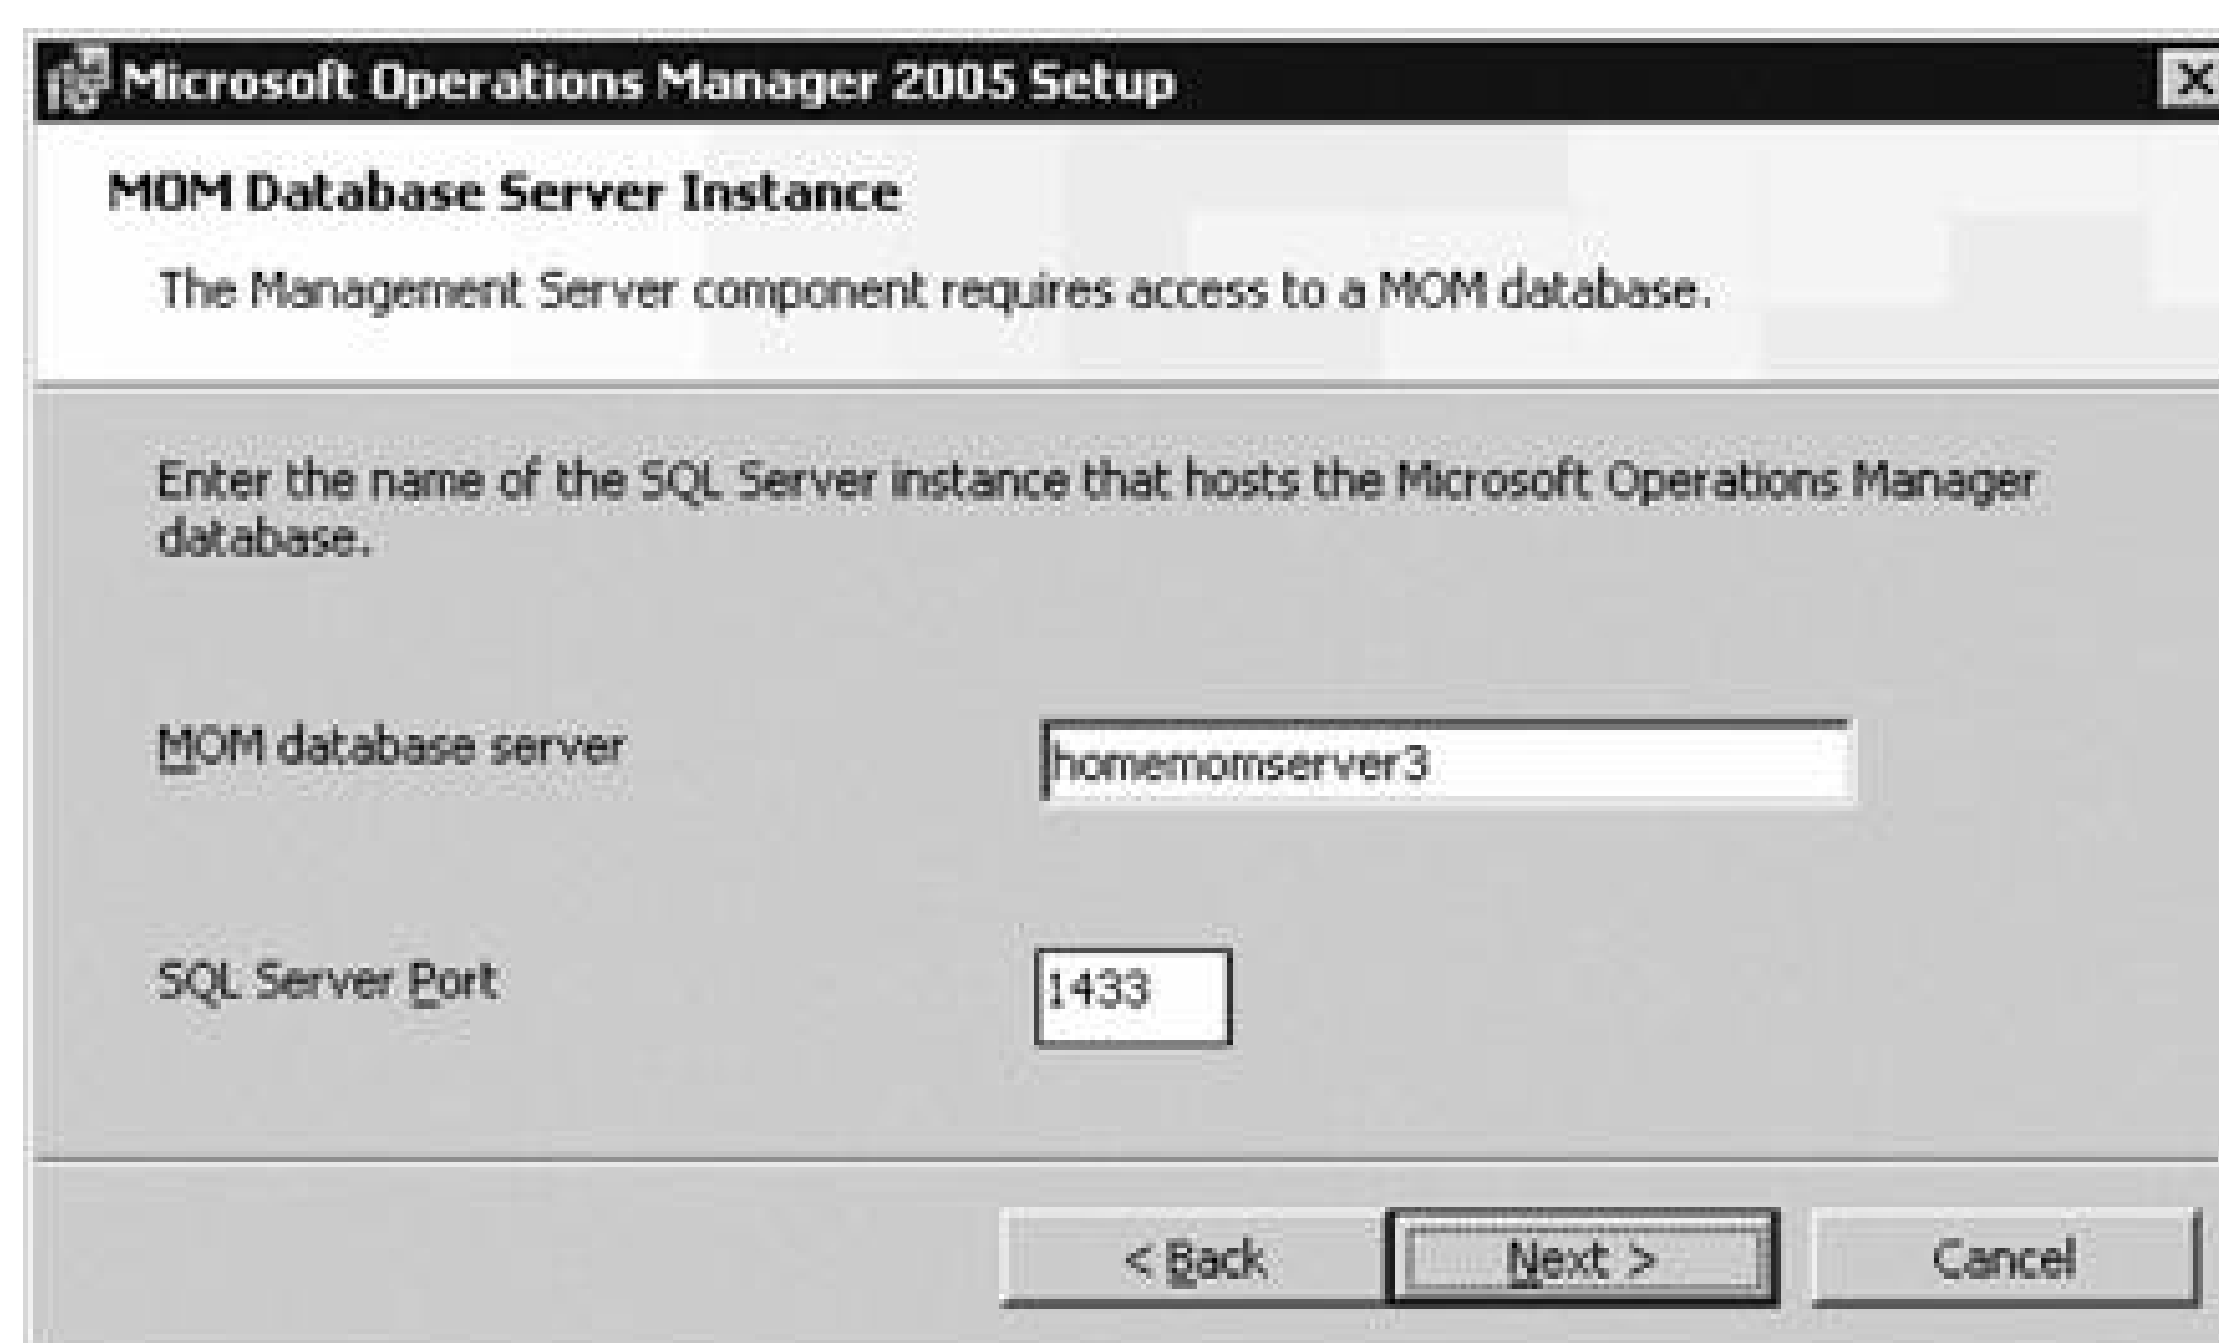 Microsoft Operations Manager 2005 Setup
MOM Database Server Instance
The Management Server component requires access to a MOM database.
Enter the name of the SQL Server instance that hosts the Microsoft Operations Manager
database.
MOM database server
homemomserver3
SQL Server Port
1433
< Back
Next >
Cancel